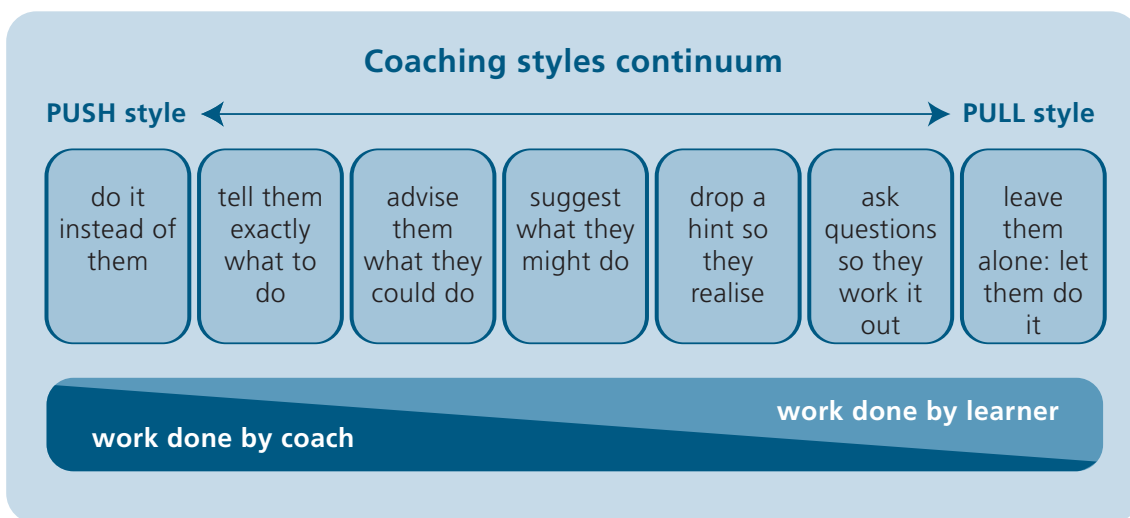 Coaching styles continuum
PUSH style
PULL style
do it
instead of
them
tell them
exactly
what to
do
advise
them
what they
could do
suggest
what they
might do
drop a
hint so
they
realise
ask
questions
so they
work it
out
leave
them
alone: let
them do
it
work done by learner
work done by coach